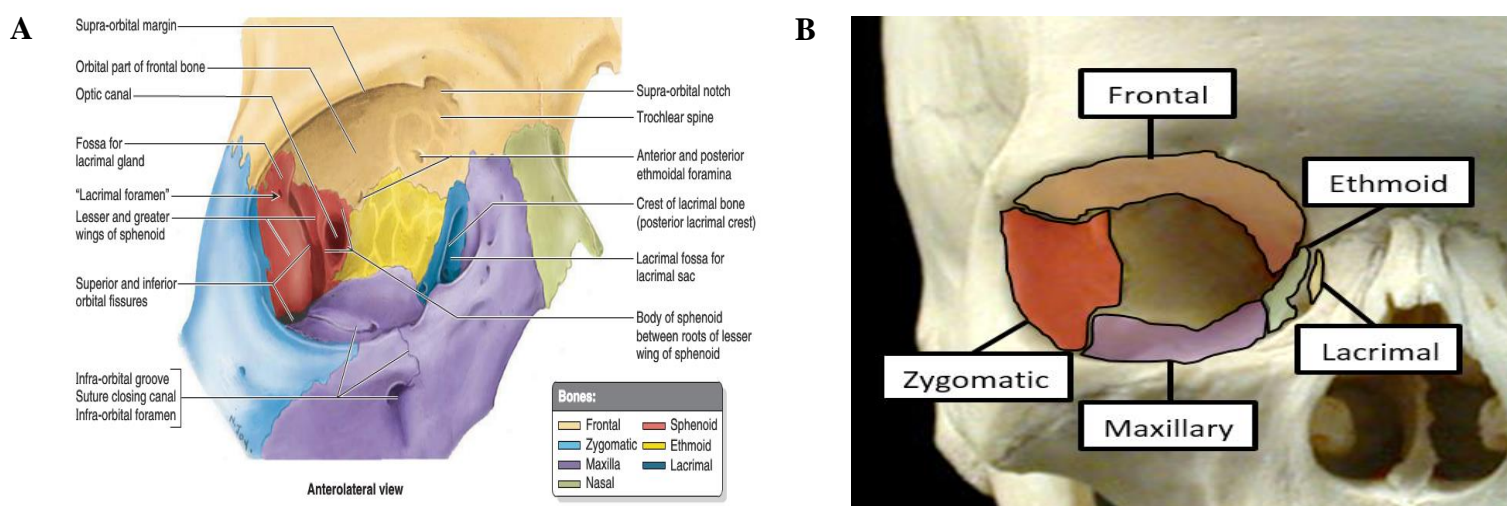 A
Supra-orbital margin
Orbital part of frontal bone
Optic canal
Fossa for
lacrimal gland
“Lacrimal foramen”
Lesser and greater
wings of sphenoid
Superior and inferior
orbital fissures
Infra-orbital groove
Suture closing canal
Infra-orbital foramen
Supra-orbital notch
Trochlear spine
Anterior and posterior
ethmoidal foramina
Crest of lacrimal bone
(posterior lacrimal crest)
Lacrimal fossa for
lacrimal sac
Body of sphenoid
between roots of lesser
wing of sphenoid
Bones:
Frontal
Zygomatic
Maxilla
Nasal
Sphenoid
Ethmoid
Lacrimal
Anterolateral view
B
Frontal
Ethmoid
Zygomatic
Lacrimal
Maxillary